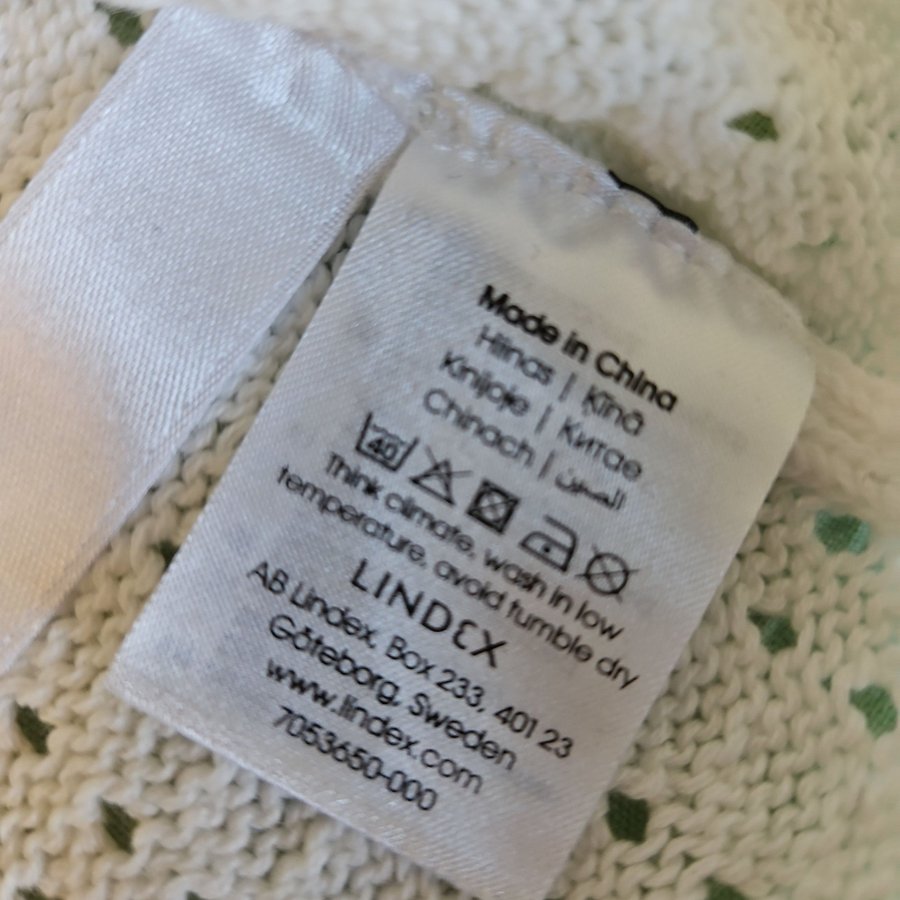 Made in China
Hiinas | Ķīnā
Kinijoje | Китае
Chinach | الصين
40
Think climate, wash in low
temperature, avoid tumble dry
LINDEX
AB Lindex, Box 233, 401 23
Göteborg, Sweden
www.lindex.com
7053650-000